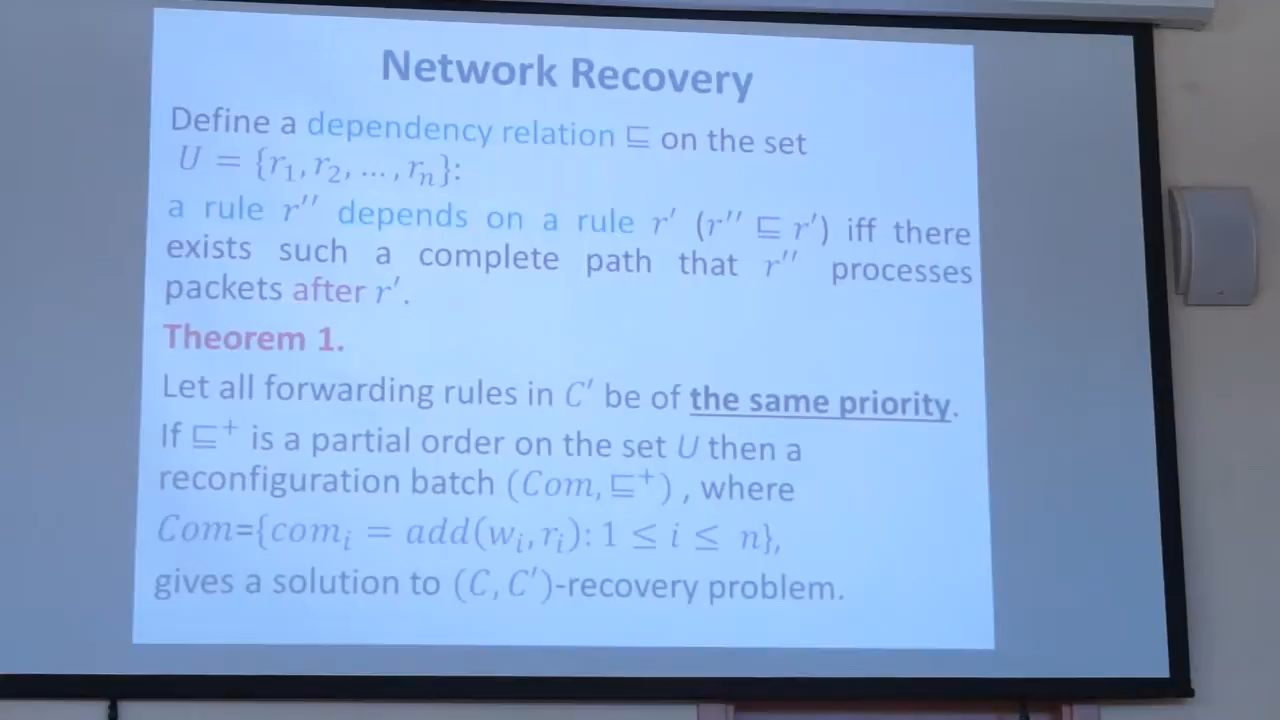 Network Recovery
Define a dependency relation ⊑ on the set
U = {r₁, r₂, … , rₙ}:
a rule r′′ depends on a rule r′ (r′′ ⊑ r′) iff there
exists such a complete path that r′′ processes
packets after r′.
Theorem 1.
Let all forwarding rules in C′ be of the same priority.
If ⊑⁺ is a partial order on the set U then a
reconfiguration batch (Com, ⊑⁺) , where
Com={comᵢ = add(wᵢ, rᵢ): 1 ≤ i ≤ n},
gives a solution to (C, C′)-recovery problem.